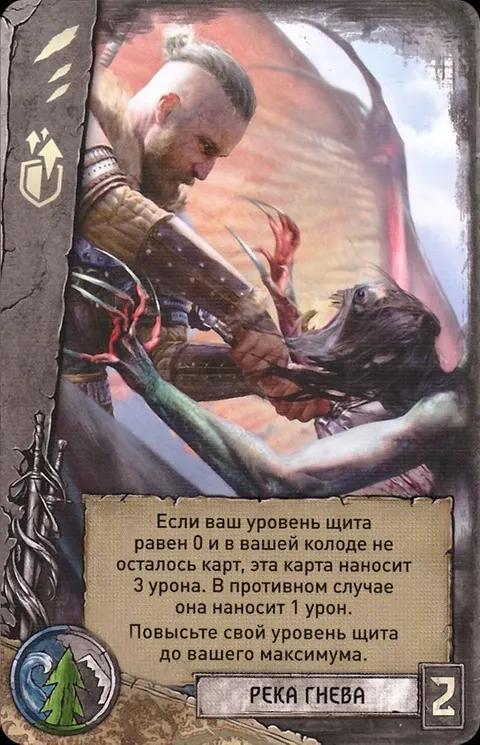 Если ваш уровень щита
равен 0 и в вашей колоде не
осталось карт, эта карта наносит
3 урона. В противном случае
она наносит 1 урон.
Повысьте свой уровень щита
до вашего максимума.
РЕКА ГНЕВА
2